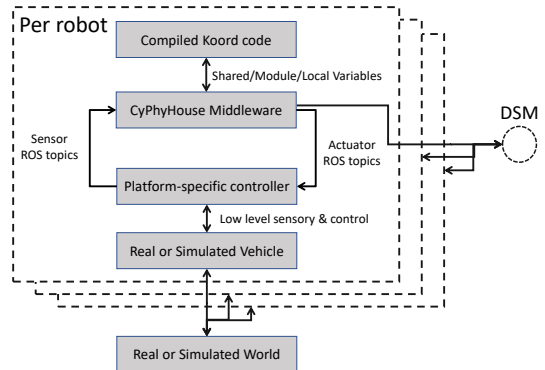 Per robot
Compiled Koord code
Shared/Module/Local Variables
CyPhyHouse Middleware
DSM
Sensor
ROS topics
Actuator
ROS topics
Platform-specific controller
Low level sensory & control
Real or Simulated Vehicle
Real or Simulated World